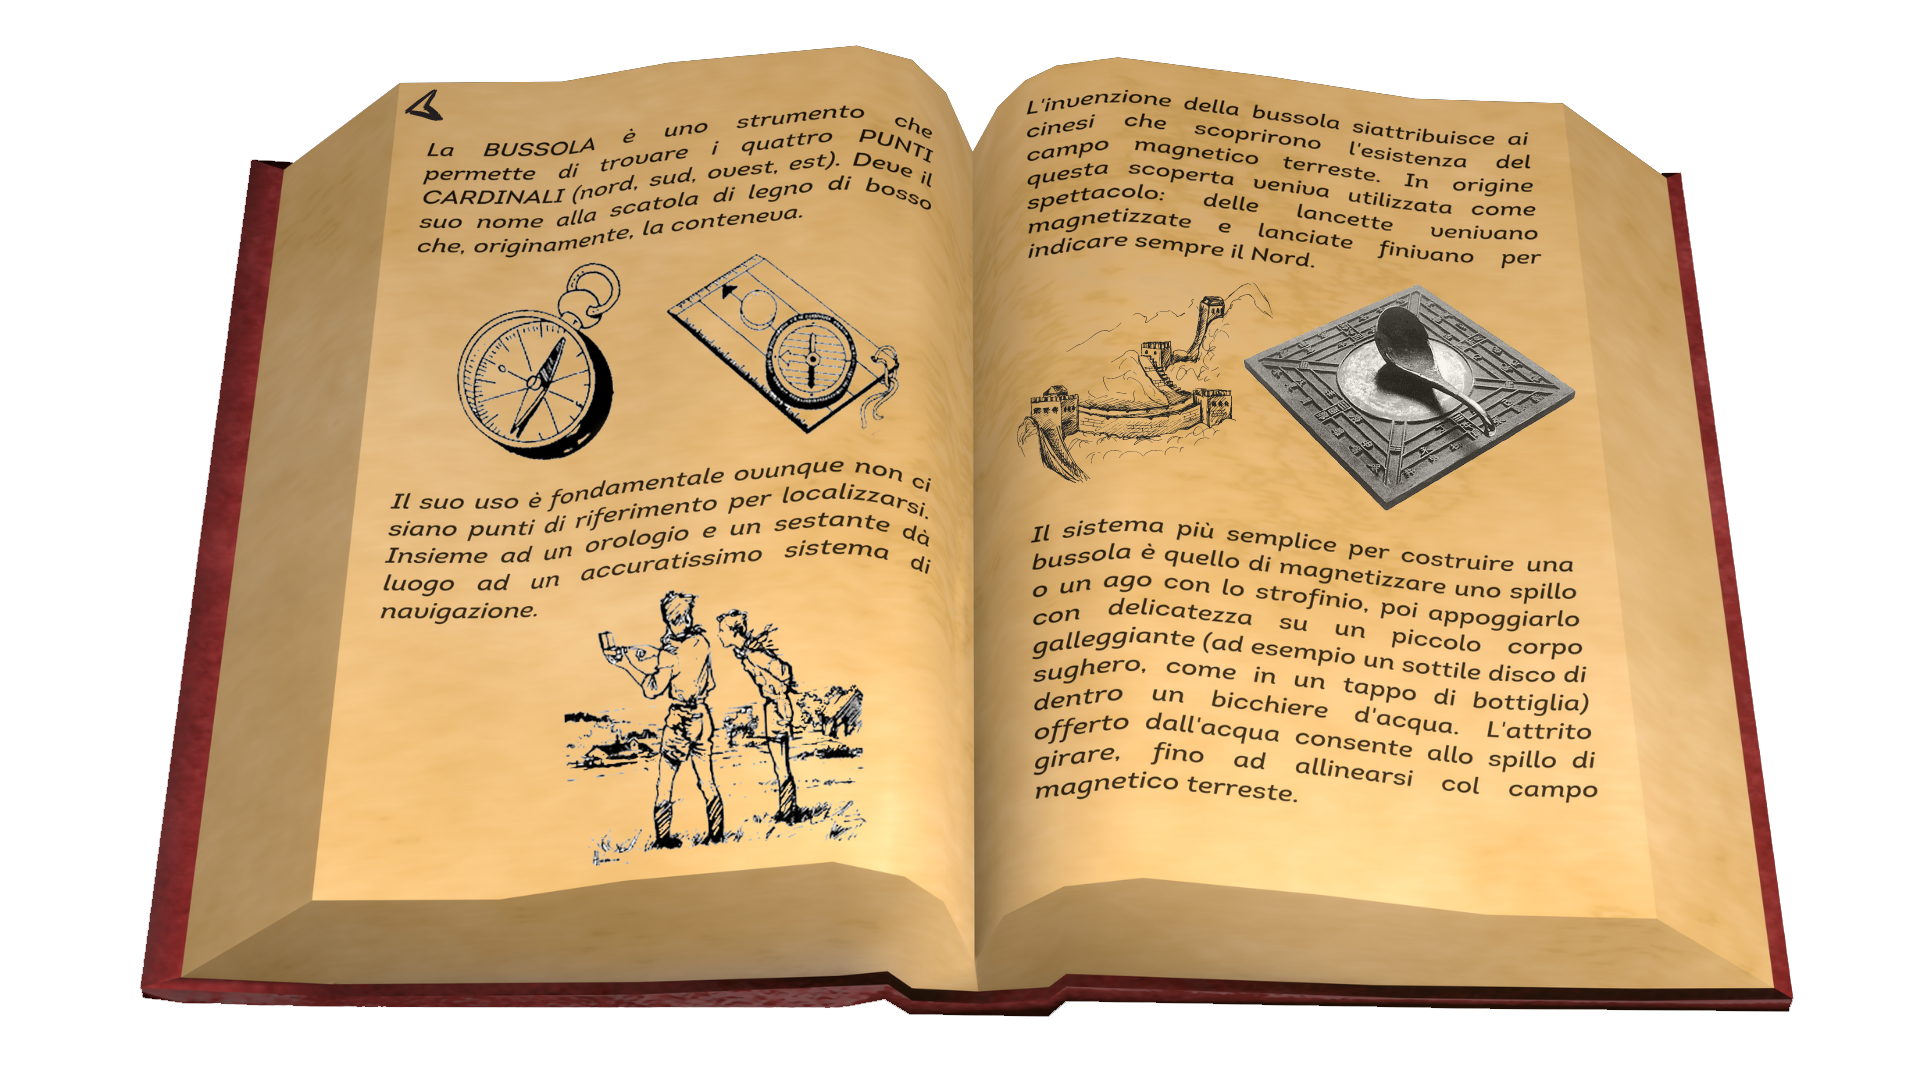 La BUSSOLA è uno strumento che
permette di trovare i quattro PUNTI
CARDINALI (nord, sud, ovest, est). Deve il
suo nome alla scatola di legno di bosso
che, originamente, la conteneva.
Il suo uso è fondamentale ovunque non ci
siano punti di riferimento per localizzarsi.
Insieme ad un orologio e un sestante dà
luogo ad un accuratissimo sistema di
navigazione.
L'invenzione della bussola siattribuisce ai
cinesi che scoprirono l'esistenza del
campo magnetico terreste. In origine
questa scoperta veniva utilizzata come
spettacolo: delle lancette venivano
magnetizzate e lanciate finivano per
indicare sempre il Nord.
Il sistema più semplice per costruire una
bussola è quello di magnetizzare uno spillo
o un ago con lo strofinio, poi appoggiarlo
con delicatezza su un piccolo corpo
galleggiante (ad esempio un sottile disco di
sughero, come in un tappo di bottiglia)
dentro un bicchiere d'acqua. L'attrito
offerto dall'acqua consente allo spillo di
girare, fino ad allinearsi col campo
magnetico terreste.